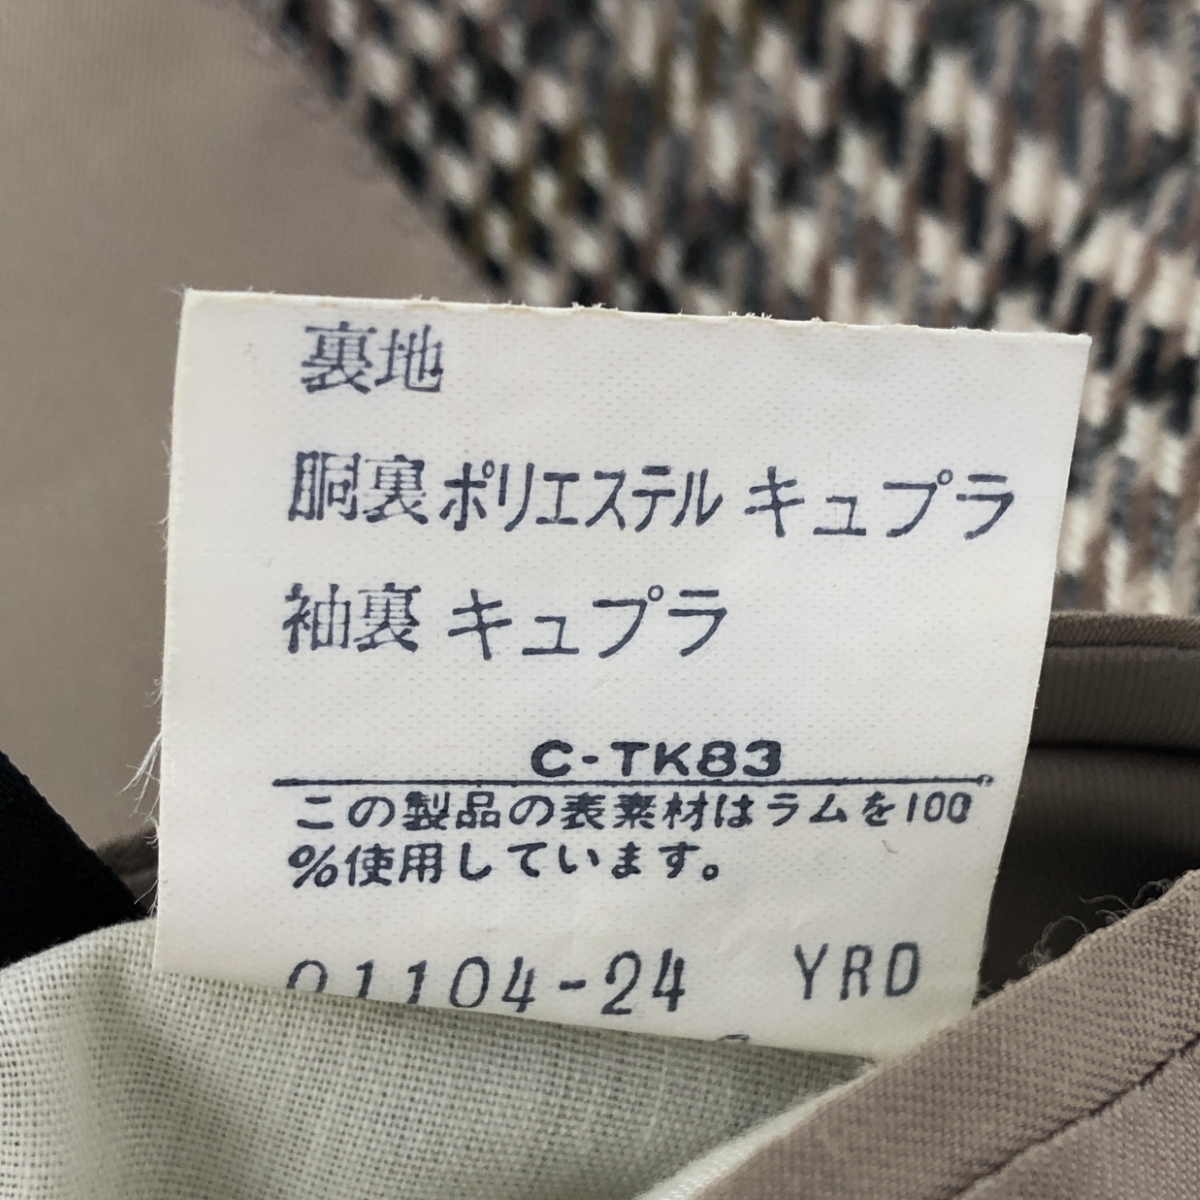 裏地
胴裏ポリエステル キュプラ
袖裏 キュプラ
C-TK83
この製品の表素材はラムを100
%使用しています。
01104-24 YRD